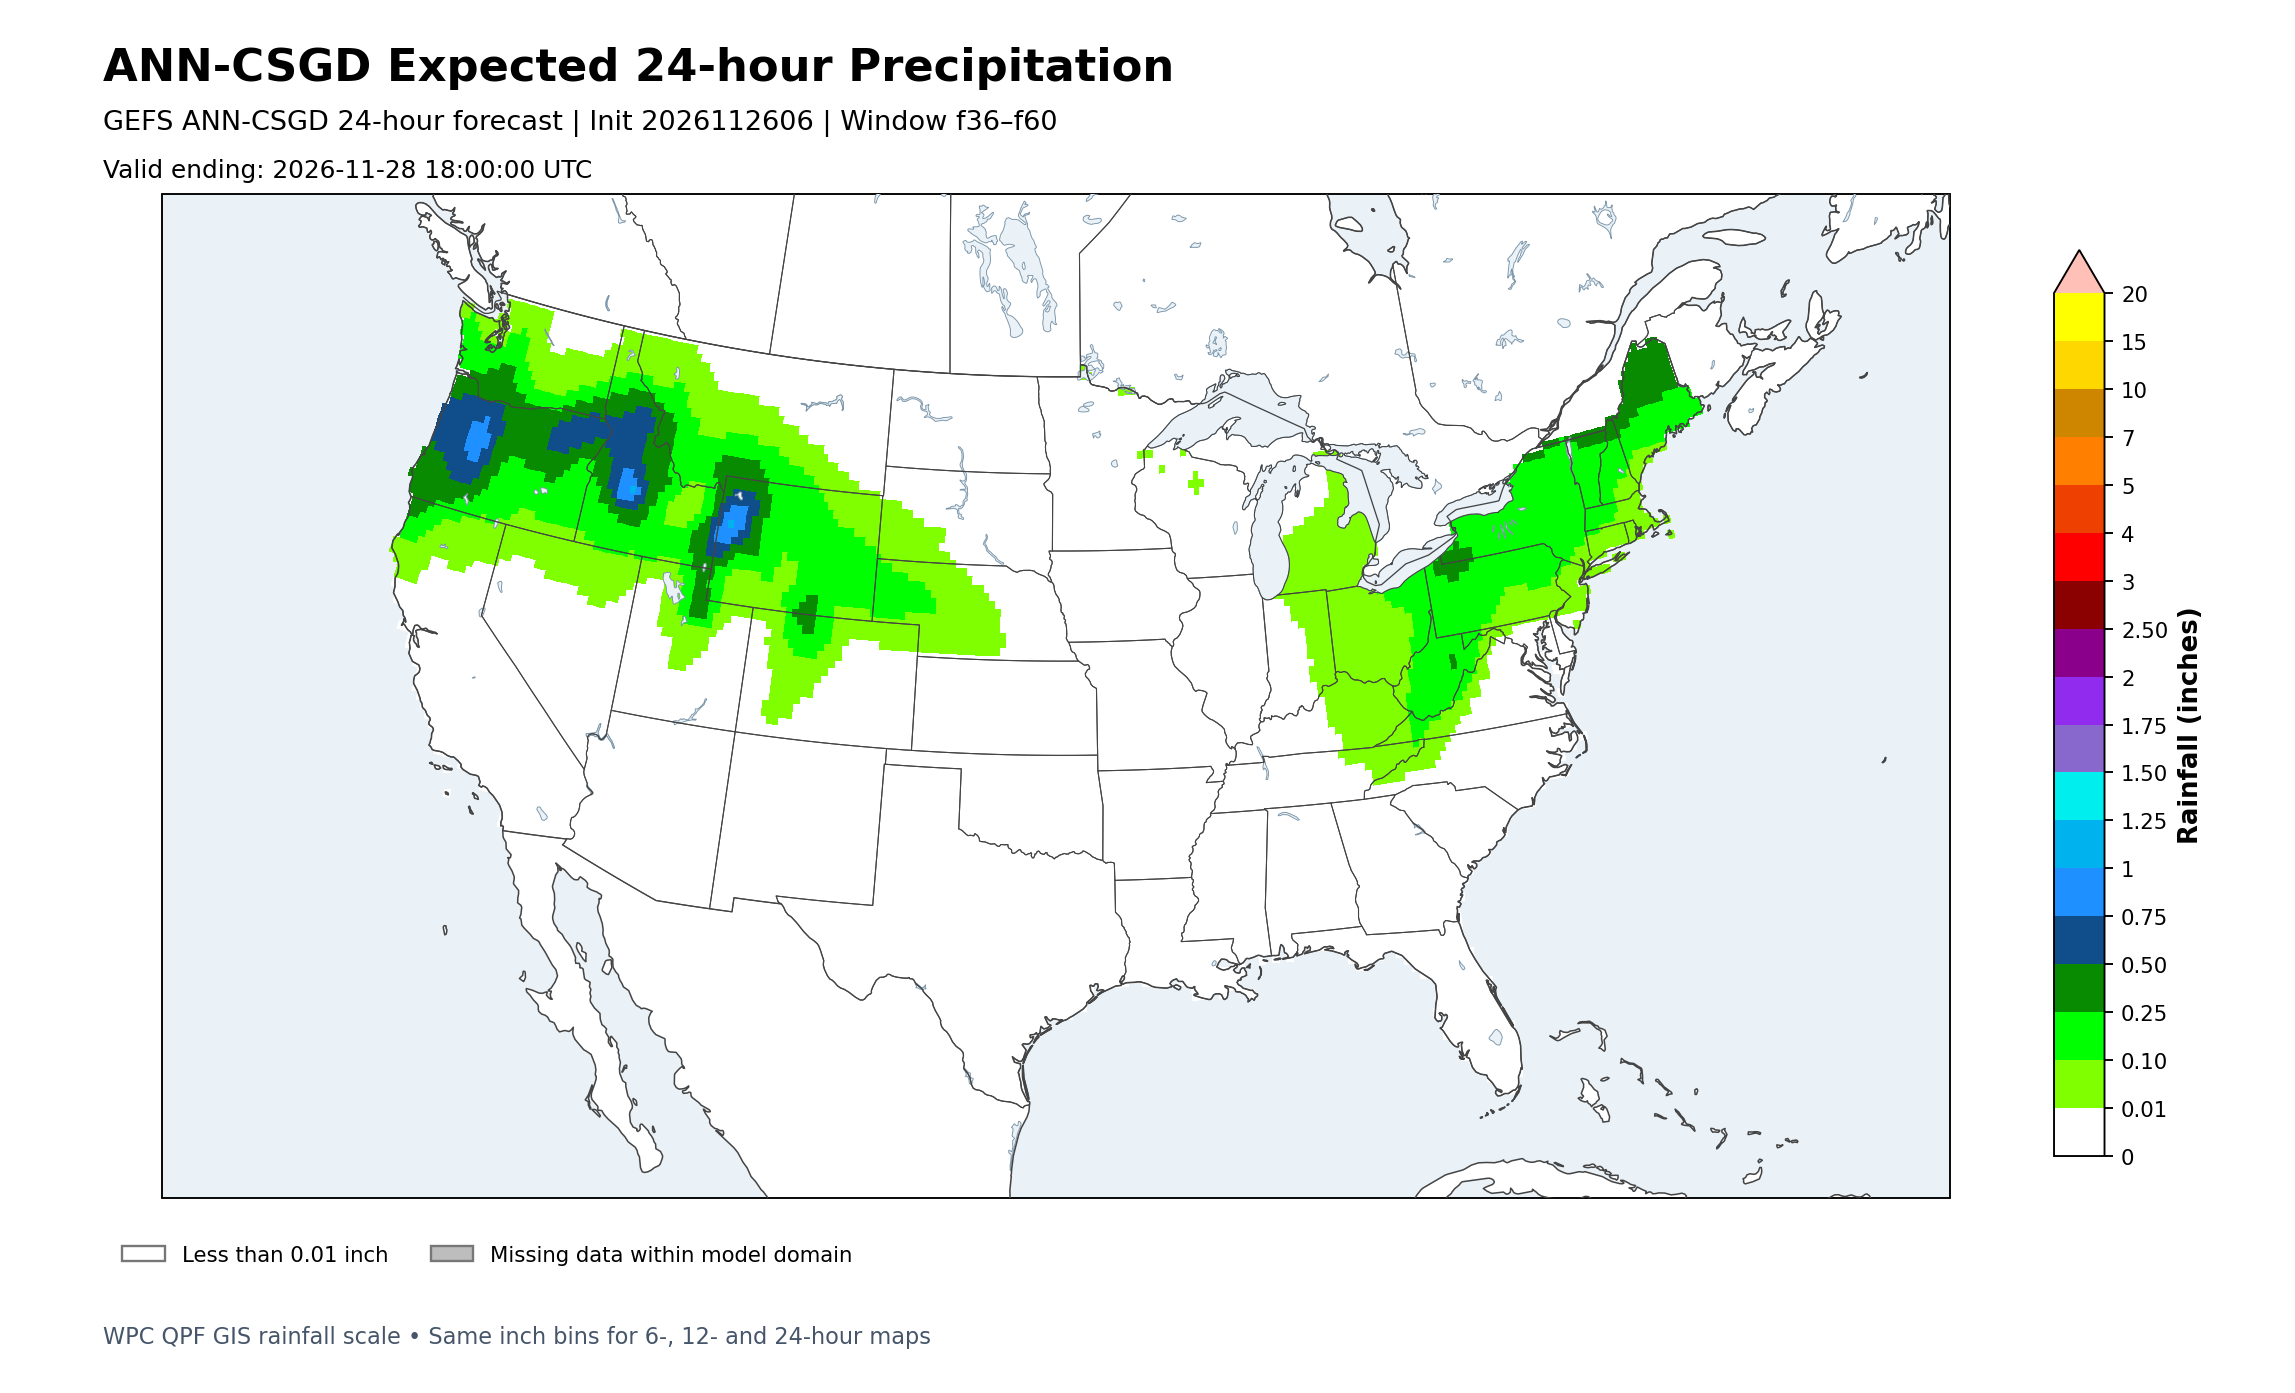 ANN-CSGD Expected 24-hour Precipitation
GEFS ANN-CSGD 24-hour forecast | Init 2026112606 | Window f36–f60
Valid ending: 2026-11-28 18:00:00 UTC
20
15
10
7
5
4
3
2.50
2
1.75
1.50
1.25
1
0.75
0.50
0.25
0.10
0.01
0
Rainfall (inches)
Less than 0.01 inch
Missing data within model domain
WPC QPF GIS rainfall scale • Same inch bins for 6-, 12- and 24-hour maps